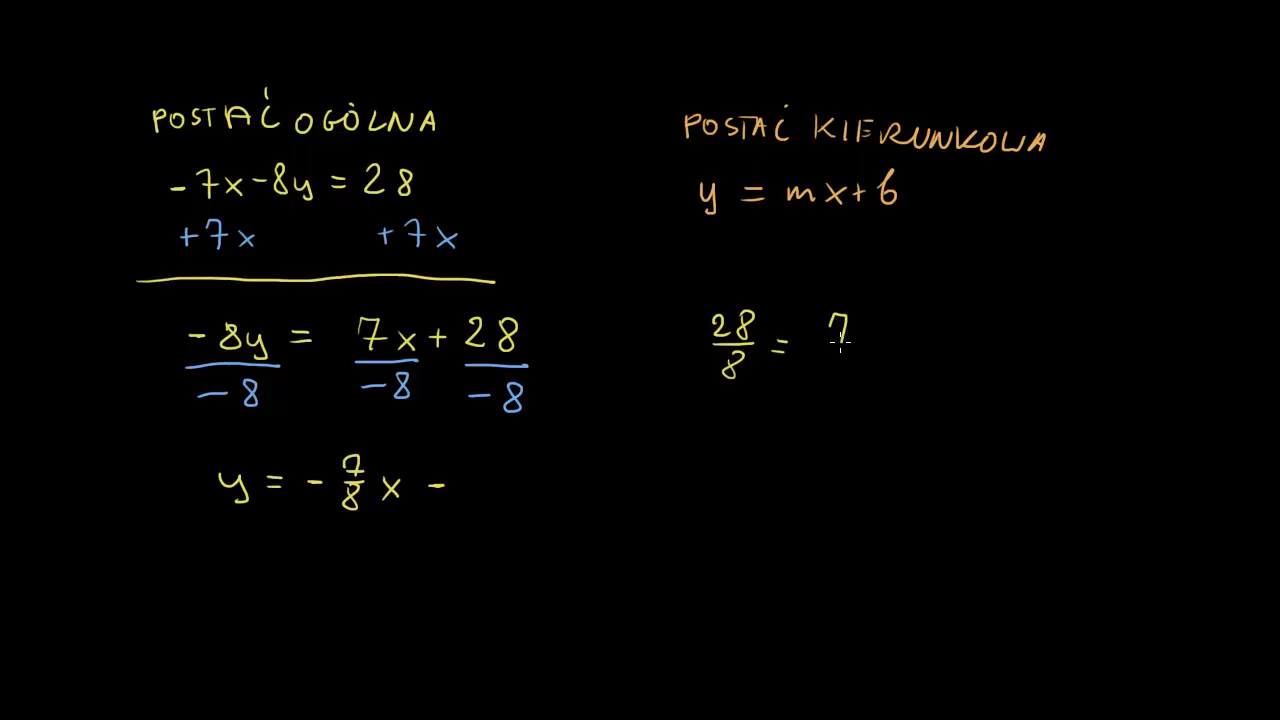 POSTAĆ OGÓLNA
-7x-8y = 28
+7x +7x
-8y = 7x + 28
-8 -8 -8
y = - 7/8 x -
POSTAĆ KIERUNKOWA
y = mx+b
28/8 = 7